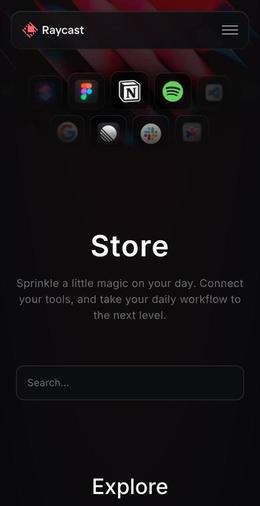 Raycast
Store
Sprinkle a little magic on your day. Connect
your tools, and take your daily workflow to
the next level.
Search...
Explore